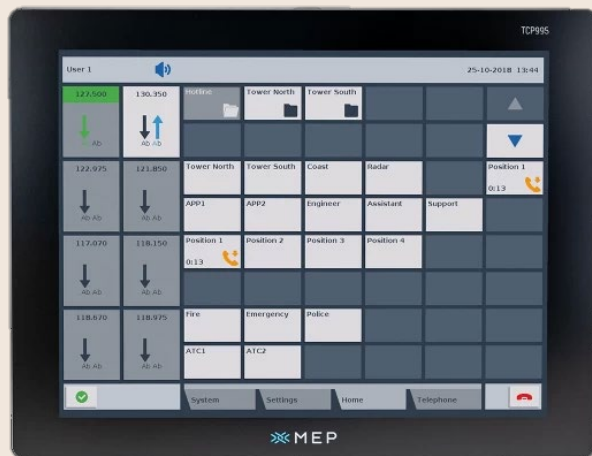 TCP995
User 1
25-10-2018 13:44
127.500 130.350 Hotline Tower North Tower South
Ab Ab Ab
122.975 121.850 Tower North Tower South Coast Radar Position 1
0:13
Ab Ab Ab Ab
APP1 APP2 Engineer Assistant Support
117.070 118.150 Position 1 Position 2 Position 3 Position 4
0:13
Ab Ab Ab Ab
118.670 118.975 Fire Emergency Police
ATC1 ATC2
Ab Ab Ab Ab
System Settings Home Telephone
MEP